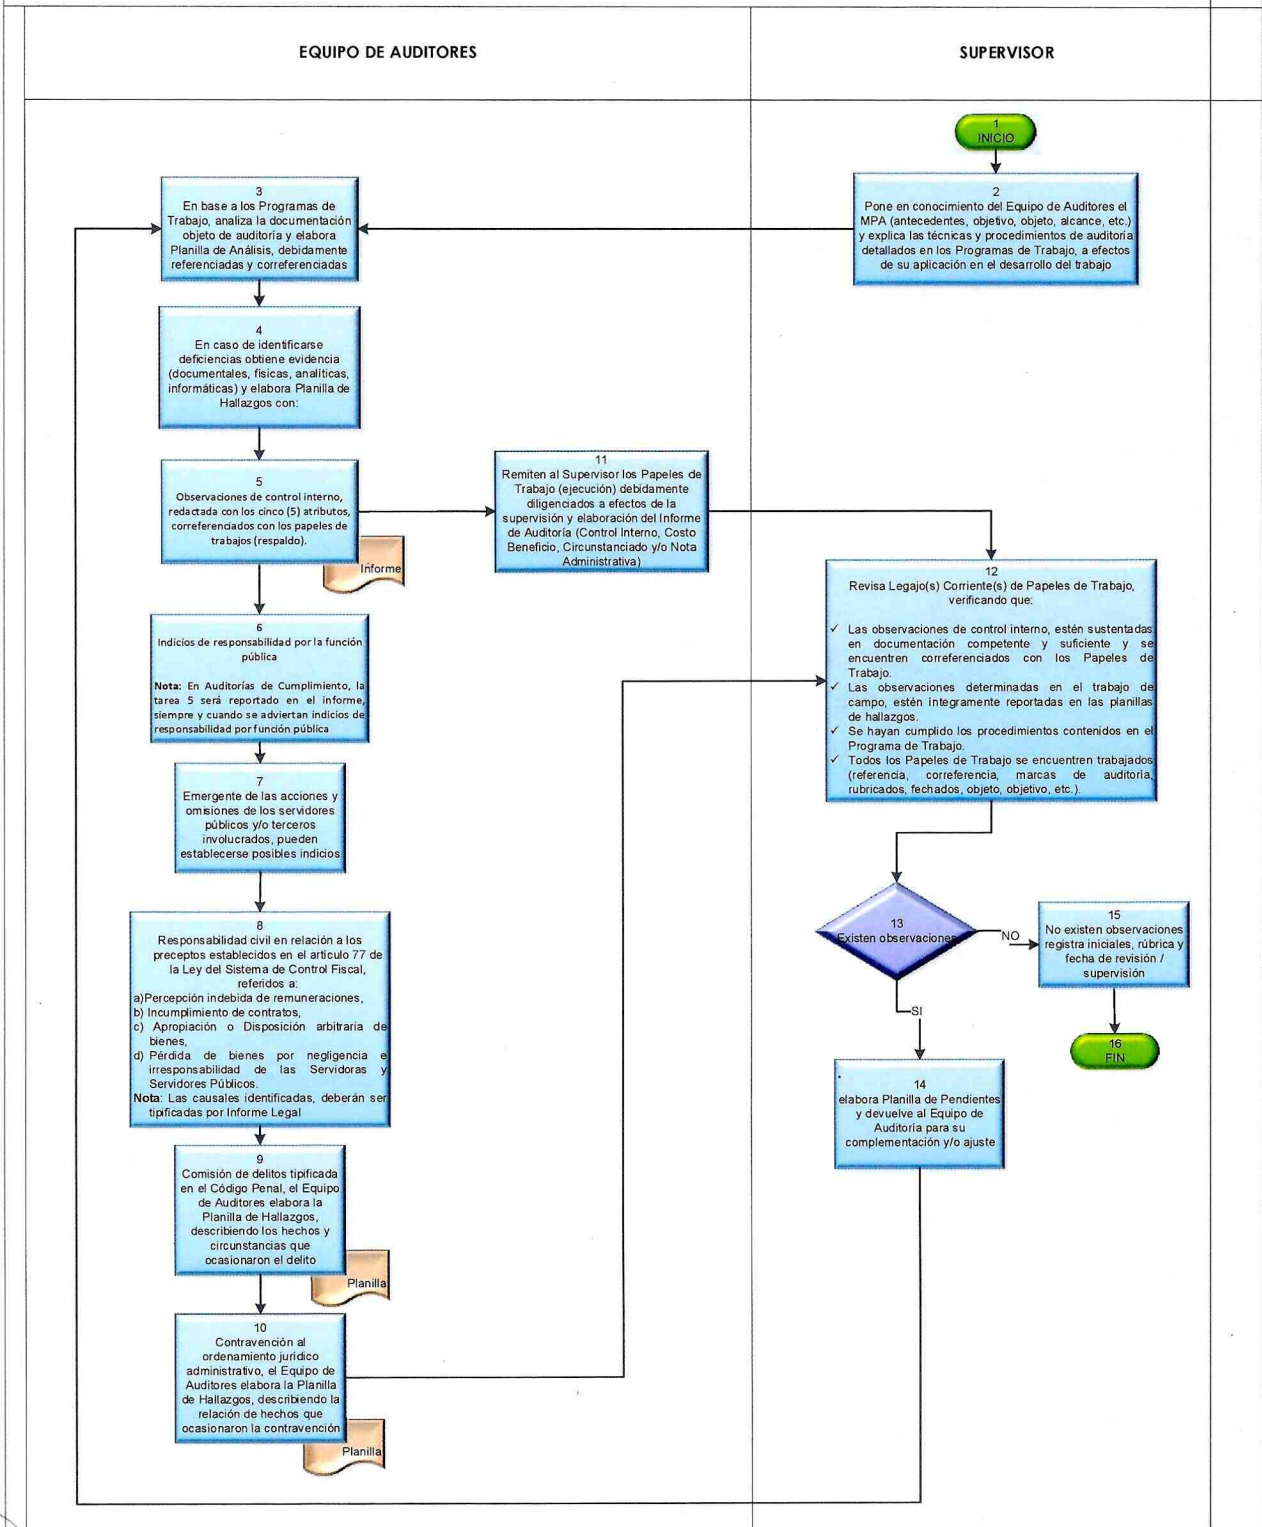 EQUIPO DE AUDITORES
SUPERVISOR
1
INICIO
2
Pone en conocimiento del Equipo de Auditores el
MPA (antecedentes, objetivo, objeto, alcance, etc.)
y explica las técnicas y procedimientos de auditoría
detallados en los Programas de Trabajo, a efectos
de su aplicación en el desarrollo del trabajo
3
En base a los Programas de
Trabajo, analiza la documentación
objeto de auditoría y elabora
Planilla de Análisis, debidamente
referenciadas y correferenciadas
4
En caso de identificarse
deficiencias obtiene evidencia
(documentales, físicas, analíticas,
informáticas) y elabora Planilla de
Hallazgos con:
5
Observaciones de control interno,
redactada con los cinco (5) atributos,
correferenciados con los papeles de
trabajos (respaldo).
Informe
6
Indicios de responsabilidad por la función
pública
Nota: En Auditorías de Cumplimiento, la
tarea 5 será reportado en el informe,
siempre y cuando se adviertan indicios de
responsabilidad por función pública
7
Emergente de las acciones y
omisiones de los servidores
públicos y/o terceros
involucrados, pueden
establecerse posibles indicios
8
Responsabilidad civil en relación a los
preceptos establecidos en el artículo 77 de
la Ley del Sistema de Control Fiscal,
referidos a:
a)Percepción indebida de remuneraciones,
b) Incumplimiento de contratos,
c) Apropiación o Disposición arbitraria de
bienes,
d) Pérdida de bienes por negligencia e
irresponsabilidad de las Servidoras y
Servidores Públicos.
Nota: Las causales identificadas, deberán ser
tipificadas por Informe Legal
9
Comisión de delitos tipificada
en el Código Penal, el Equipo
de Auditores elabora la
Planilla de Hallazgos,
describiendo los hechos y
circunstancias que
ocasionaron el delito
Planilla
10
Contravención al
ordenamiento jurídico
administrativo, el Equipo de
Auditores elabora la Planilla
de Hallazgos, describiendo la
relación de hechos que
ocasionaron la contravención
Planilla
11
Remiten al Supervisor los Papeles de
Trabajo (ejecución) debidamente
diligenciados a efectos de la
supervisión y elaboración del Informe
de Auditoría (Control Interno, Costo
Beneficio, Circunstanciado y/o Nota
Administrativa)
12
Revisa Legajo(s) Corriente(s) de Papeles de Trabajo,
verificando que:
✓ Las observaciones de control interno, estén sustentadas
en documentación competente y suficiente y se
encuentren correferenciados con los Papeles de
Trabajo.
✓ Las observaciones determinadas en el trabajo de
campo, estén íntegramente reportadas en las planillas
de hallazgos.
✓ Se hayan cumplido los procedimientos contenidos en el
Programa de Trabajo.
✓ Todos los Papeles de Trabajo se encuentren trabajados
(referencia, correferencia, marcas de auditoría,
rubricados, fechados, objeto, objetivo, etc.).
13
Existen observaciones
NO
SI
15
No existen observaciones
registra iniciales, rúbrica y
fecha de revisión /
supervisión
16
FIN
14
elabora Planilla de Pendientes
y devuelve al Equipo de
Auditoría para su
complementación y/o ajuste